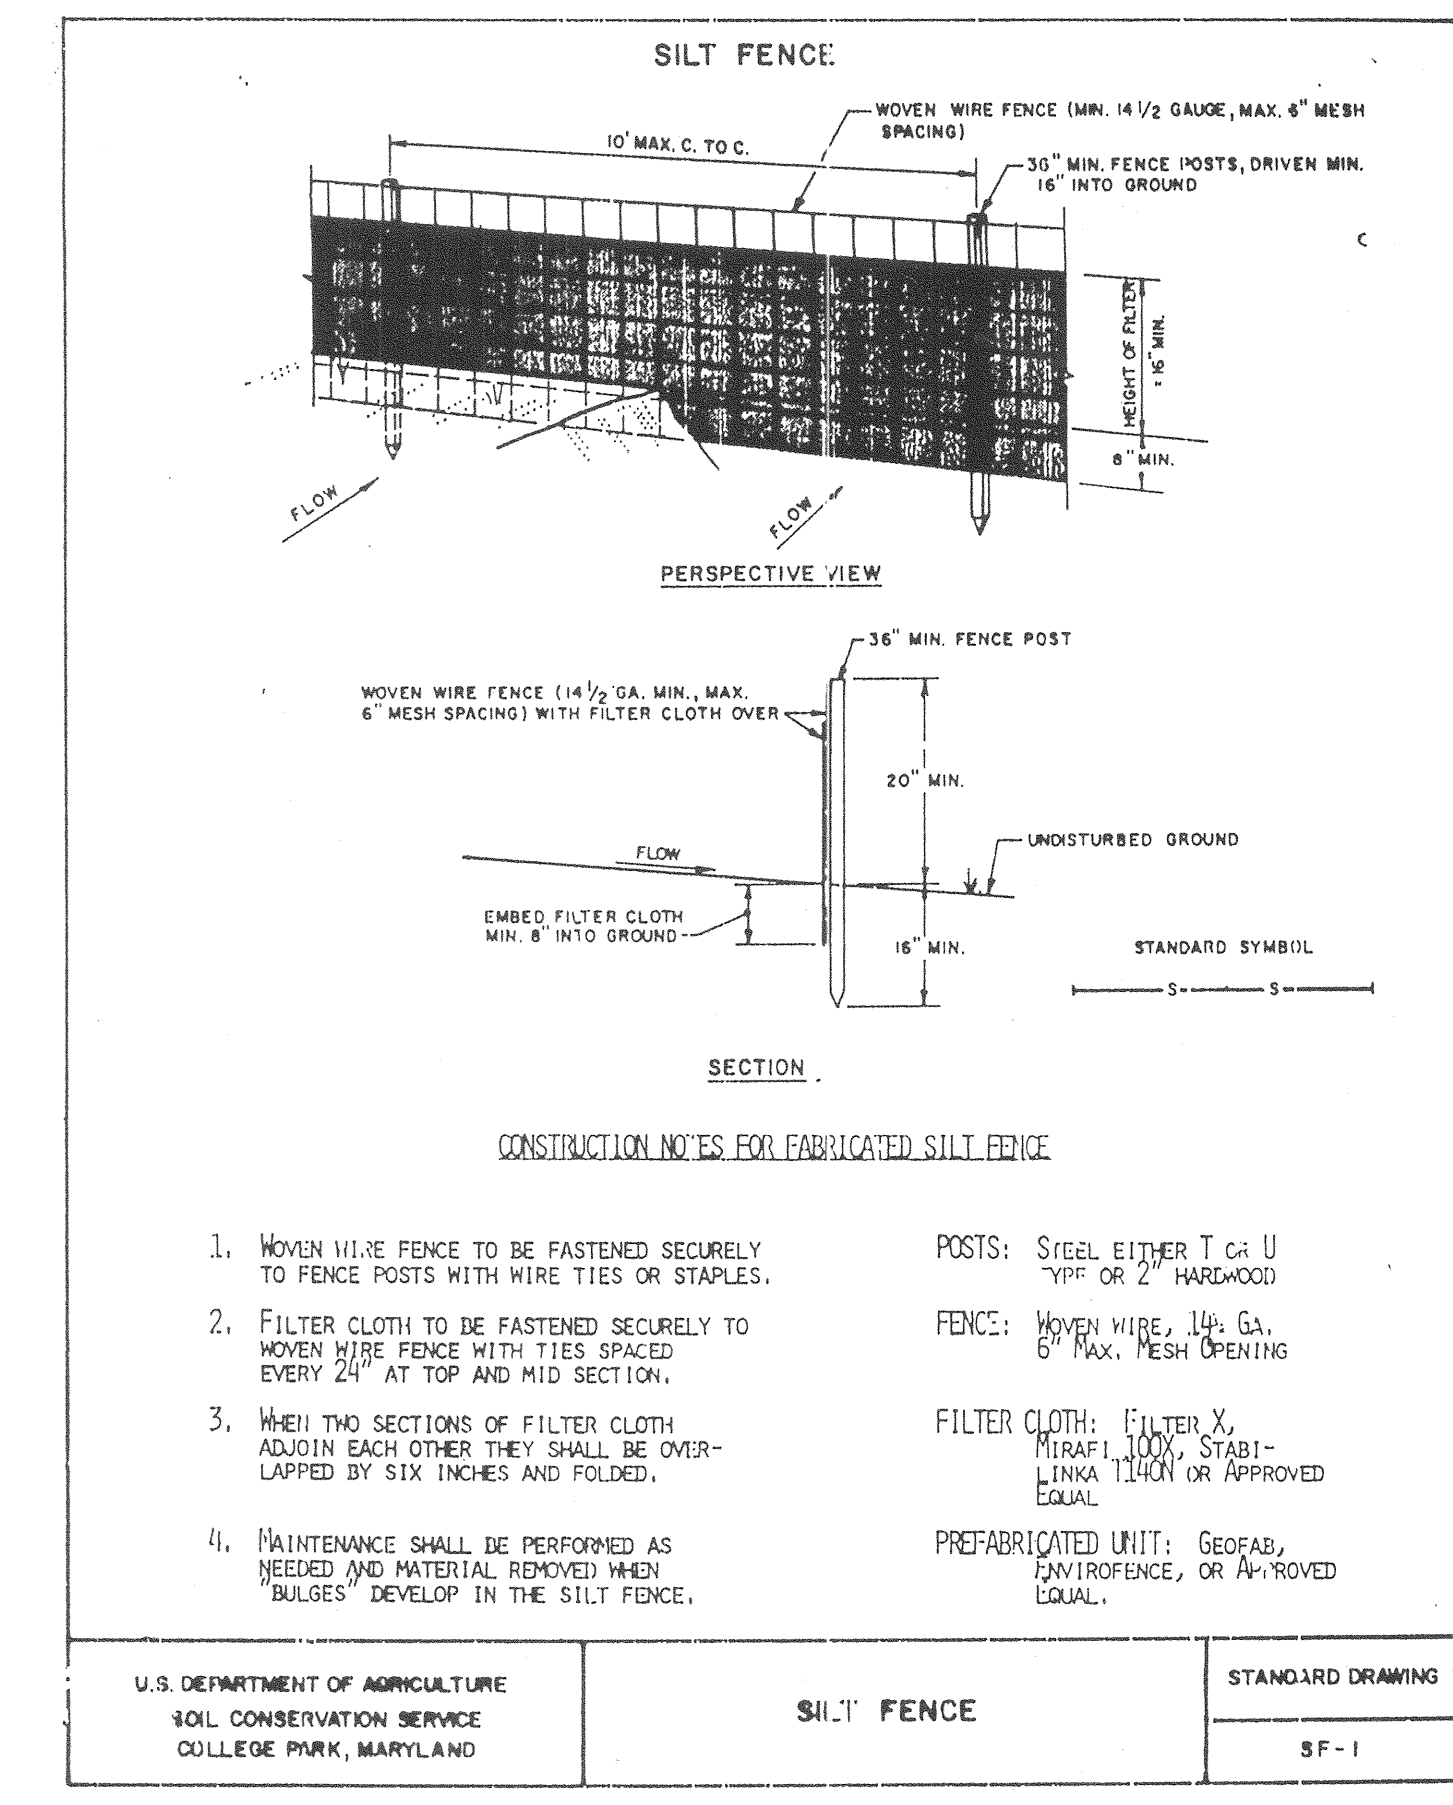 SILT FENCE
WOVEN WIRE FENCE (MIN. 14 1/2 GAUGE, MAX. 6" MESH
SPACING)
10' MAX. C. TO C.
36" MIN. FENCE POSTS, DRIVEN MIN.
16" INTO GROUND
HEIGHT OF FILTER
= 16" MIN.
8" MIN.
FLOW
FLOW
PERSPECTIVE VIEW
36" MIN. FENCE POST
WOVEN WIRE FENCE (14 1/2 GA. MIN., MAX.
6" MESH SPACING) WITH FILTER CLOTH OVER
20" MIN.
UNDISTURBED GROUND
FLOW
EMBED FILTER CLOTH
MIN. 8" INTO GROUND
16" MIN.
STANDARD SYMBOL
S S
SECTION
CONSTRUCTION NOTES FOR FABRICATED SILT FENCE
1. WOVEN WIRE FENCE TO BE FASTENED SECURELY
TO FENCE POSTS WITH WIRE TIES OR STAPLES.
2. FILTER CLOTH TO BE FASTENED SECURELY TO
WOVEN WIRE FENCE WITH TIES SPACED
EVERY 24" AT TOP AND MID SECTION.
3. WHEN TWO SECTIONS OF FILTER CLOTH
ADJOIN EACH OTHER THEY SHALL BE OVER-
LAPPED BY SIX INCHES AND FOLDED.
4. MAINTENANCE SHALL BE PERFORMED AS
NEEDED AND MATERIAL REMOVED WHEN
"BULGES" DEVELOP IN THE SILT FENCE.
POSTS: STEEL EITHER T OR U
TYPE OR 2" HARDWOOD
FENCE: WOVEN WIRE, 14½ GA.
6" MAX. MESH OPENING
FILTER CLOTH: FILTER X,
MIRAFI 100X, STABI-
LINKA T140N OR APPROVED
EQUAL
PREFABRICATED UNIT: GEOFAB,
ENVIROFENCE, OR APPROVED
EQUAL.
U.S. DEPARTMENT OF AGRICULTURE
SOIL CONSERVATION SERVICE
COLLEGE PARK, MARYLAND
SILT FENCE
STANDARD DRAWING
SF-1